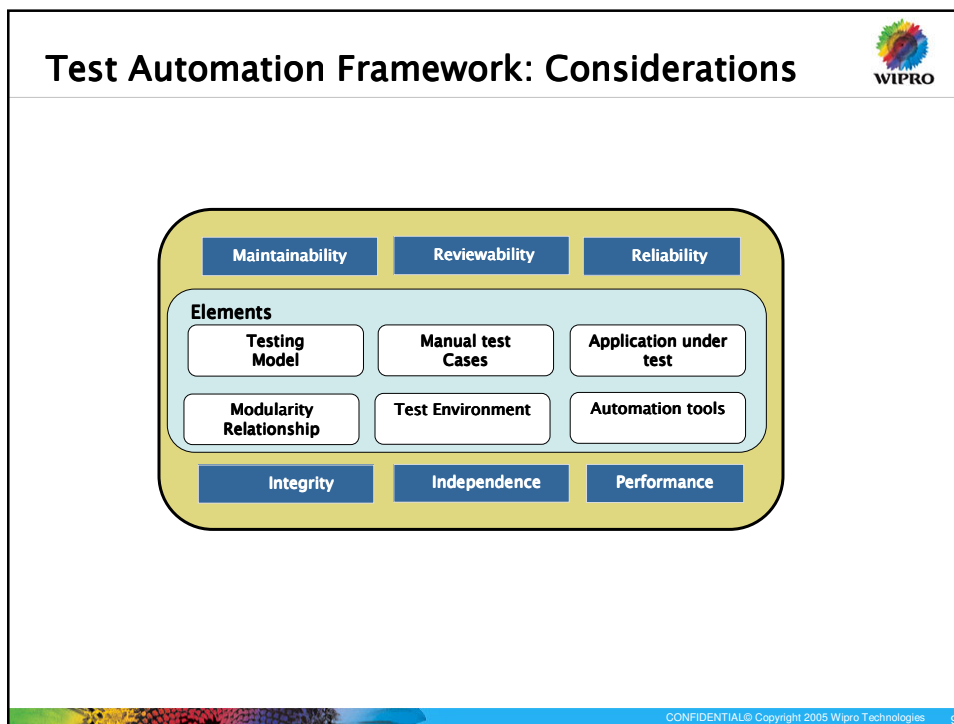 Test Automation Framework: Considerations
WIPRO
Maintainability
Reviewability
Reliability
Elements
Testing
Model
Manual test
Cases
Application under
test
Modularity
Relationship
Test Environment
Automation tools
Integrity
Independence
Performance
CONFIDENTIAL© Copyright 2005 Wipro Technologies